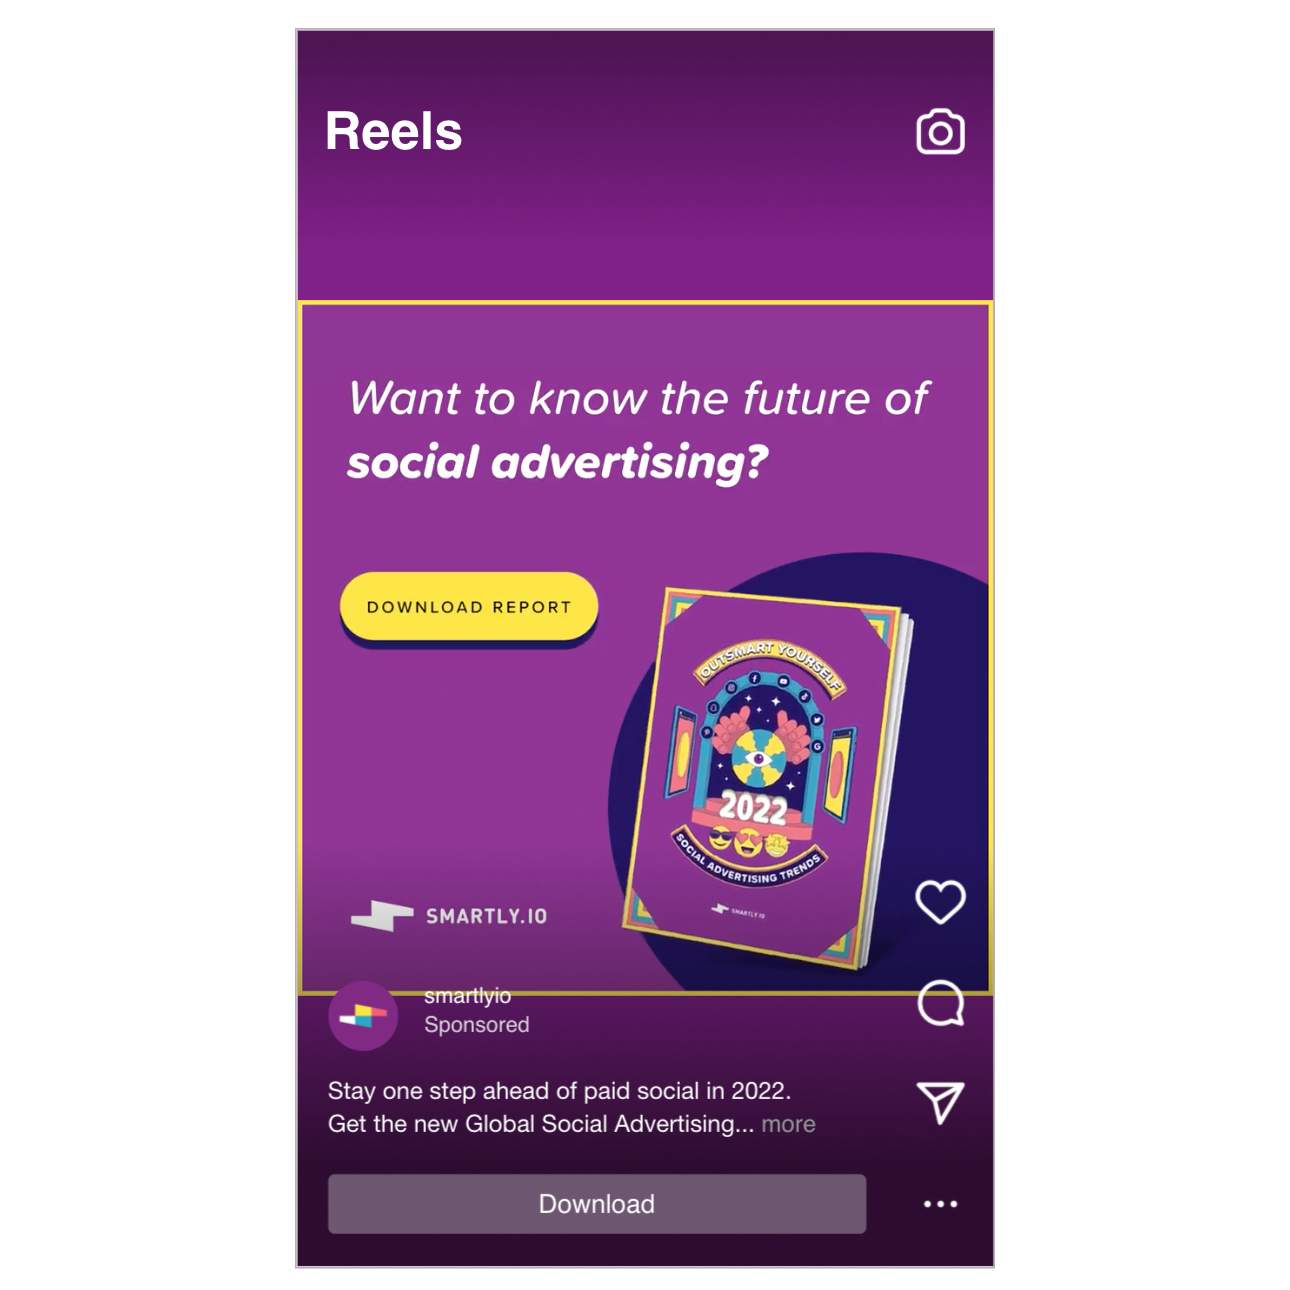 Reels
Want to know the future of
social advertising?
DOWNLOAD REPORT
OUTSMART YOURSELF
2022
SOCIAL ADVERTISING TRENDS
SMARTLY.IO
SMARTLY.IO
smartlyio
Sponsored
Stay one step ahead of paid social in 2022.
Get the new Global Social Advertising... more
Download